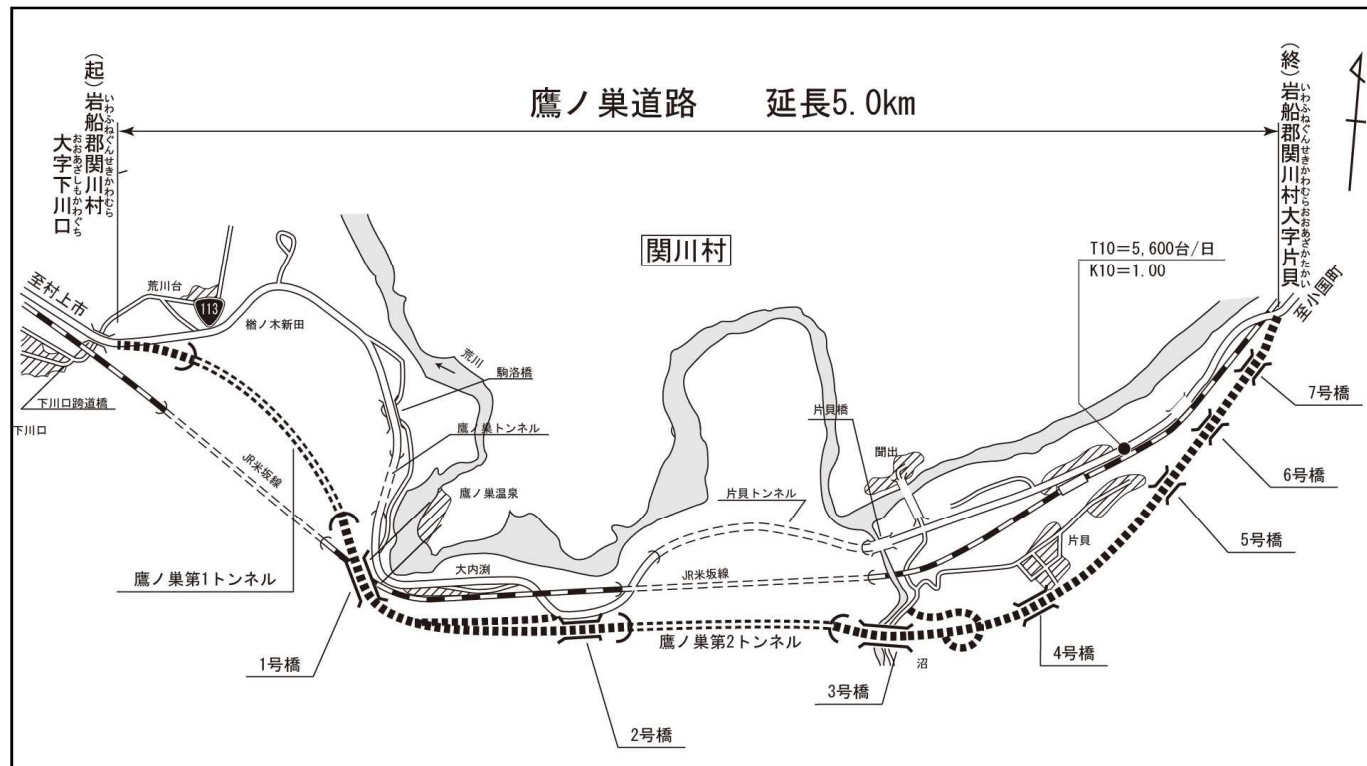 鷹ノ巣道路 延長5.0km
(起)岩船郡関川村
いわふねぐんせきかわむら
大字下川口
おおあざしもかわぐち
(終)岩船郡関川村大字片貝
いわふねぐんせきかわむらおおあざかたかい
至村上市
至小国町
関川村
T10=5,600台/日
K10=1.00
荒川台
113
楢ノ木新田
荒川
駒洛橋
下川口跨道橋
下川口
JR米坂線
鷹ノ巣トンネル
鷹ノ巣温泉
片貝橋
聞出
片貝トンネル
7号橋
6号橋
5号橋
片貝
大内渕
JR米坂線
鷹ノ巣第1トンネル
鷹ノ巣第2トンネル
沼
1号橋
2号橋
3号橋
4号橋